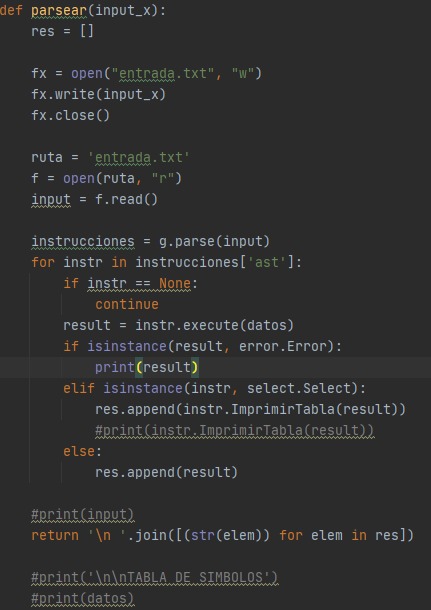 def parsear(input_x):
    res = []

    fx = open("entrada.txt", "w")
    fx.write(input_x)
    fx.close()

    ruta = 'entrada.txt'
    f = open(ruta, "r")
    input = f.read()

    instrucciones = g.parse(input)
    for instr in instrucciones['ast']:
        if instr == None:
            continue
        result = instr.execute(datos)
        if isinstance(result, error.Error):
            print(result)
        elif isinstance(instr, select.Select):
            res.append(instr.ImprimirTabla(result))
            #print(instr.ImprimirTabla(result))
        else:
            res.append(result)

    #print(input)
    return '\n '.join([(str(elem)) for elem in res])

    #print('\n\nTABLA DE SIMBOLOS')
    #print(datos)